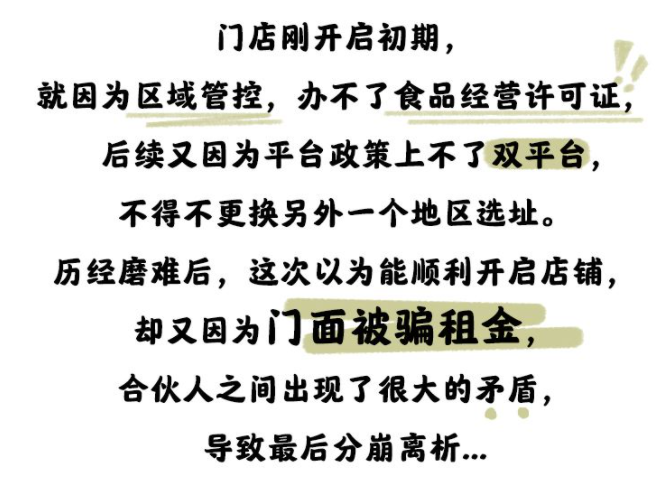 门店刚开启初期，
就因为区域管控，办不了食品经营许可证，
后续又因为平台政策上不了双平台，
不得不更换另外一个地区选址。
历经磨难后，这次以为能顺利开启店铺，
却又因为门面被骗租金，
合伙人之间出现了很大的矛盾，
导致最后分崩离析...